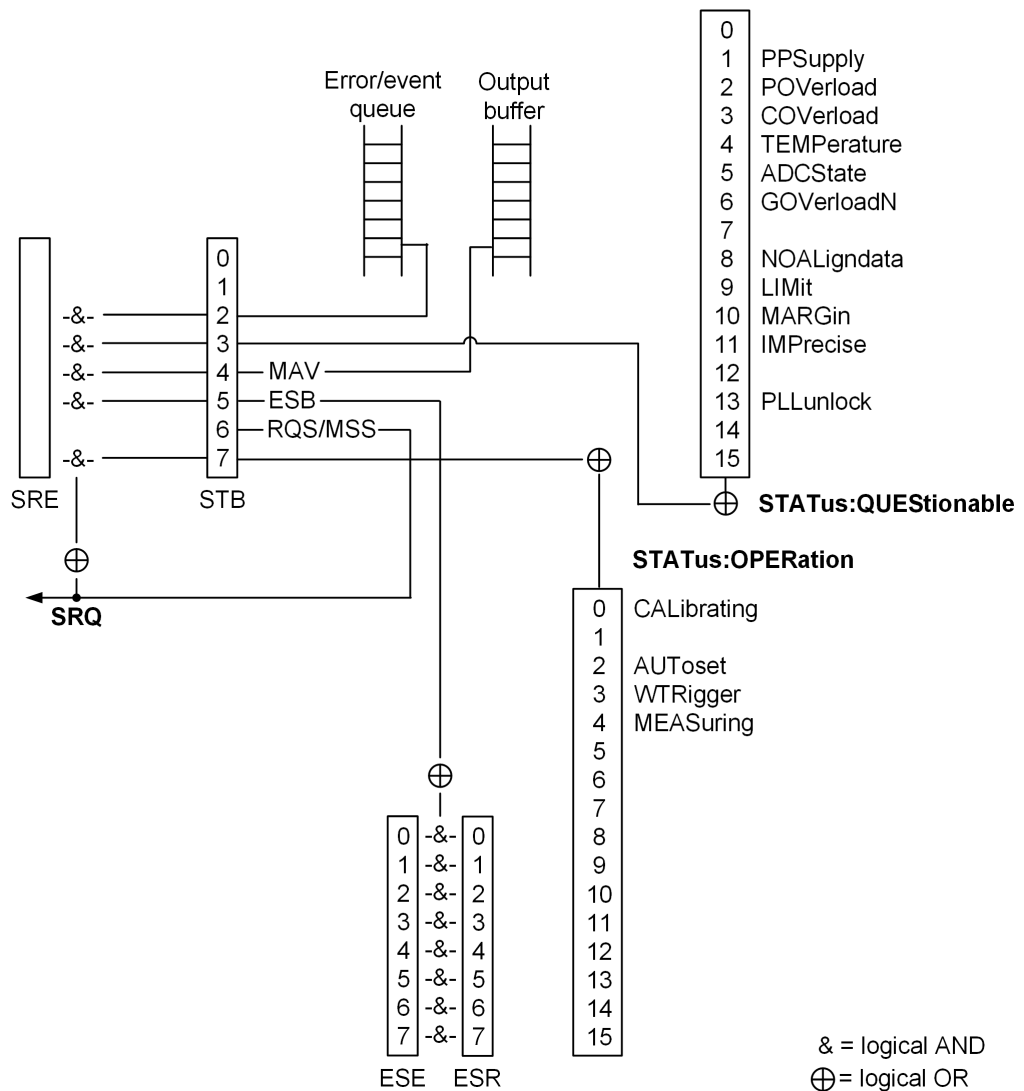 Error/event
queue
Output
buffer
0
1 PPSupply
2 POVerload
3 COVerload
4 TEMPerature
5 ADCState
6 GOVerloadN
7
8 NOALigndata
9 LIMit
10 MARGin
11 IMPrecise
12
13 PLLunlock
14
15
STATus:QUEStionable
0
1
-&- 2
-&- 3
-&- 4 MAV
-&- 5 ESB
6 RQS/MSS
-&- 7
SRE STB
SRQ
STATus:OPERation
0 CALibrating
1
2 AUToset
3 WTRigger
4 MEASuring
5
6
7
8
9
10
11
12
13
14
15
0 -&- 0
1 -&- 1
2 -&- 2
3 -&- 3
4 -&- 4
5 -&- 5
6 -&- 6
7 -&- 7
ESE ESR
& = logical AND
⊕ = logical OR